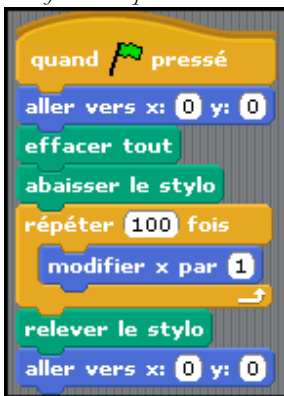 quand pressé
aller vers x: 0 y: 0
effacer tout
abaisser le stylo
répéter 100 fois
modifier x par 1
relever le stylo
aller vers x: 0 y: 0